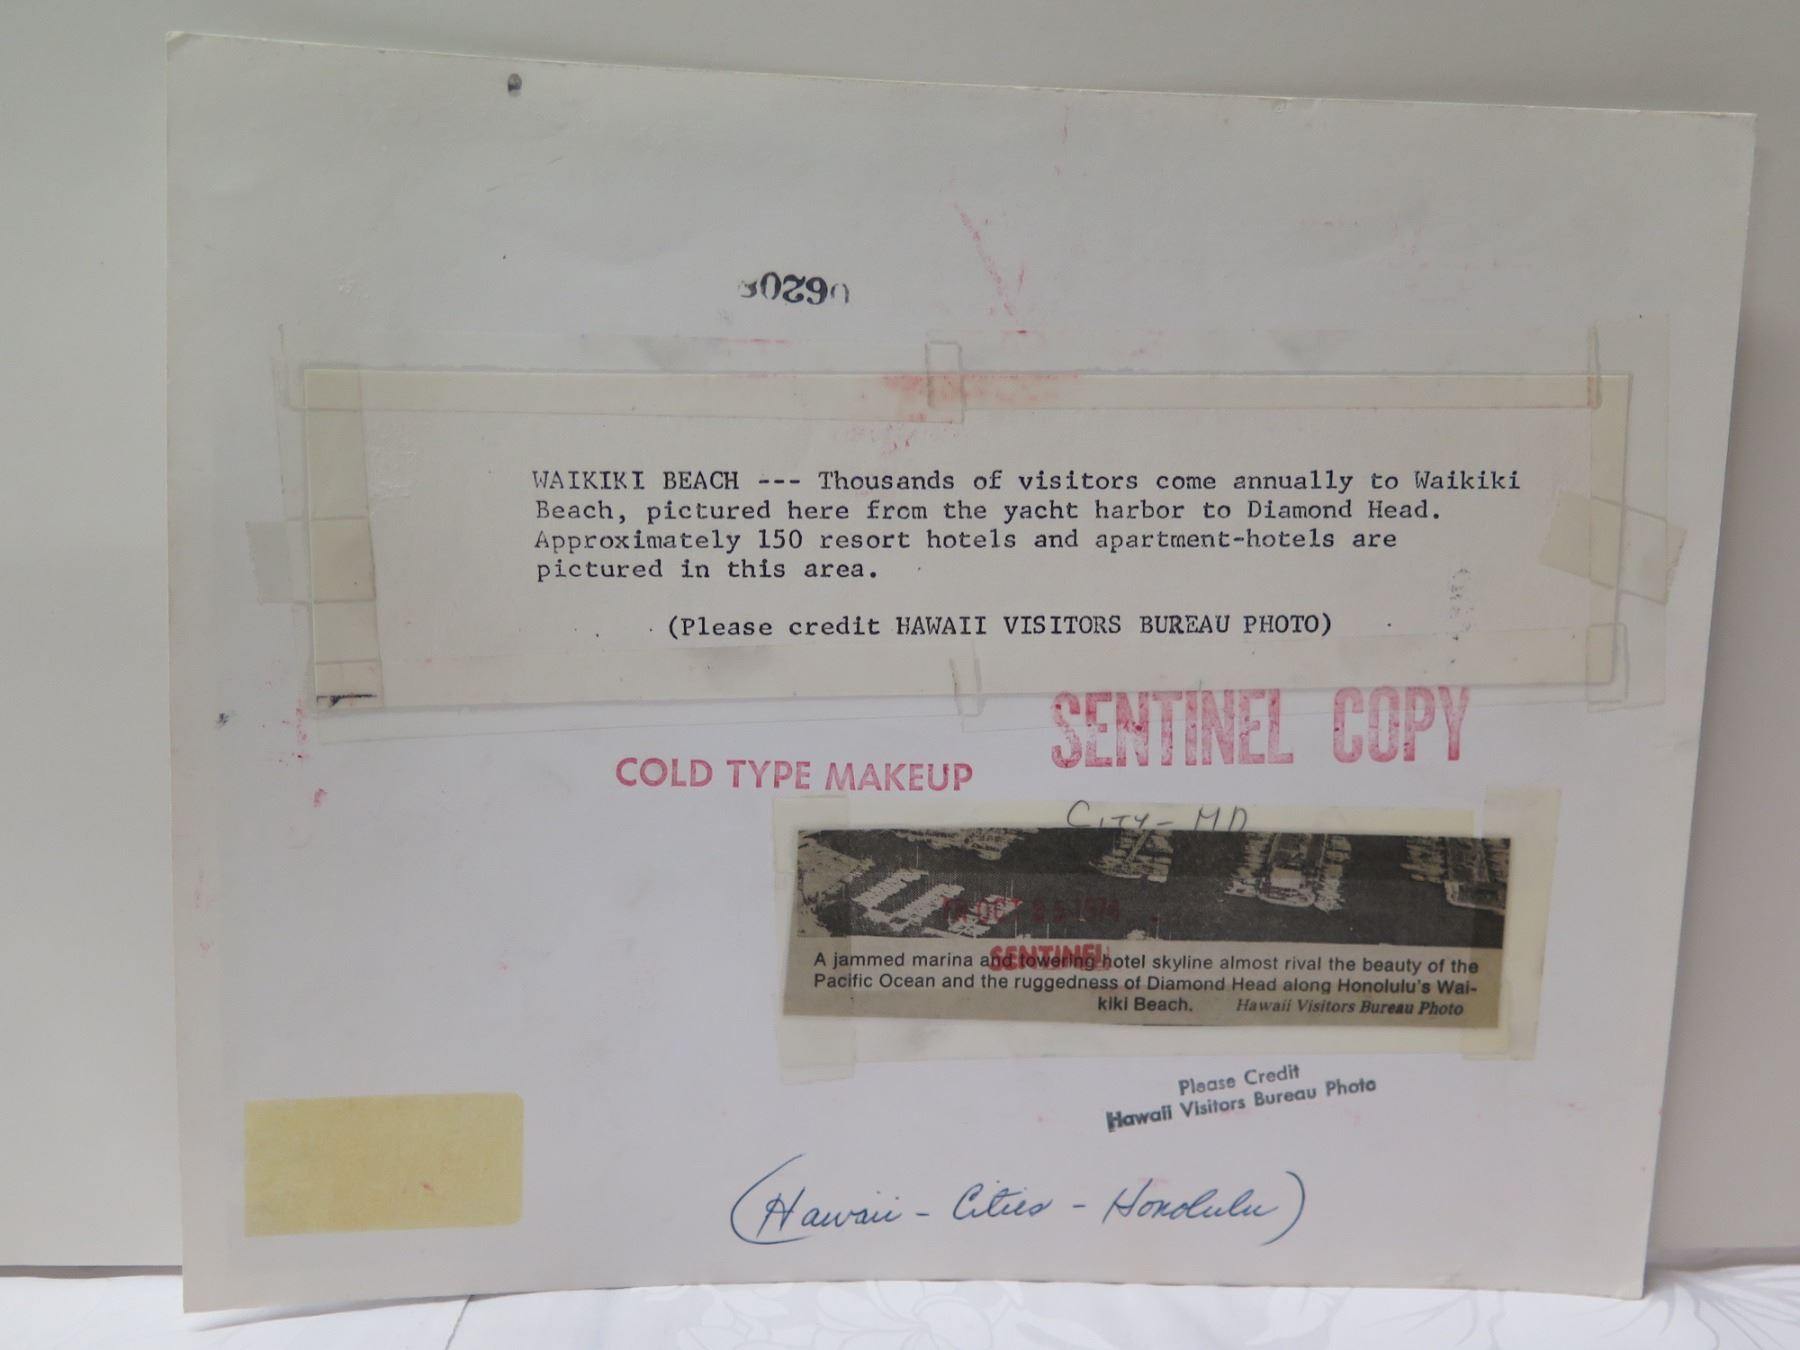 WAIKIKI BEACH --- Thousands of visitors come annually to Waikiki
Beach, pictured here from the yacht harbor to Diamond Head.
Approximately 150 resort hotels and apartment-hotels are
pictured in this area.
(Please credit HAWAII VISITORS BUREAU PHOTO)
SENTINEL COPY
COLD TYPE MAKEUP
CITY - MD
OCT 1974
SENTINEL
A jammed marina and towering hotel skyline almost rival the beauty of the
Pacific Ocean and the ruggedness of Diamond Head along Honolulu's Wai-
kiki Beach. Hawaii Visitors Bureau Photo
Please Credit
Hawaii Visitors Bureau Photo
(Hawaii - Cities - Honolulu)